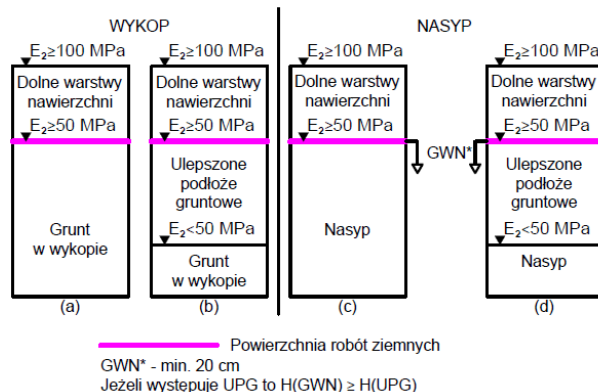 WYKOP
NASYP
E₂≥100 MPa
E₂≥100 MPa
E₂≥100 MPa
E₂≥100 MPa
Dolne warstwy
nawierzchni
Dolne warstwy
nawierzchni
Dolne warstwy
nawierzchni
Dolne warstwy
nawierzchni
E₂≥50 MPa
E₂≥50 MPa
E₂≥50 MPa
E₂≥50 MPa
GWN*
Grunt
w wykopie
Ulepszone
podłoże
gruntowe
E₂<50 MPa
Grunt
w wykopie
Nasyp
Ulepszone
podłoże
gruntowe
E₂<50 MPa
Nasyp
(a)
(b)
(c)
(d)
Powierzchnia robót ziemnych
GWN* - min. 20 cm
Jeżeli występuje UPG to H(GWN) ≥ H(UPG)